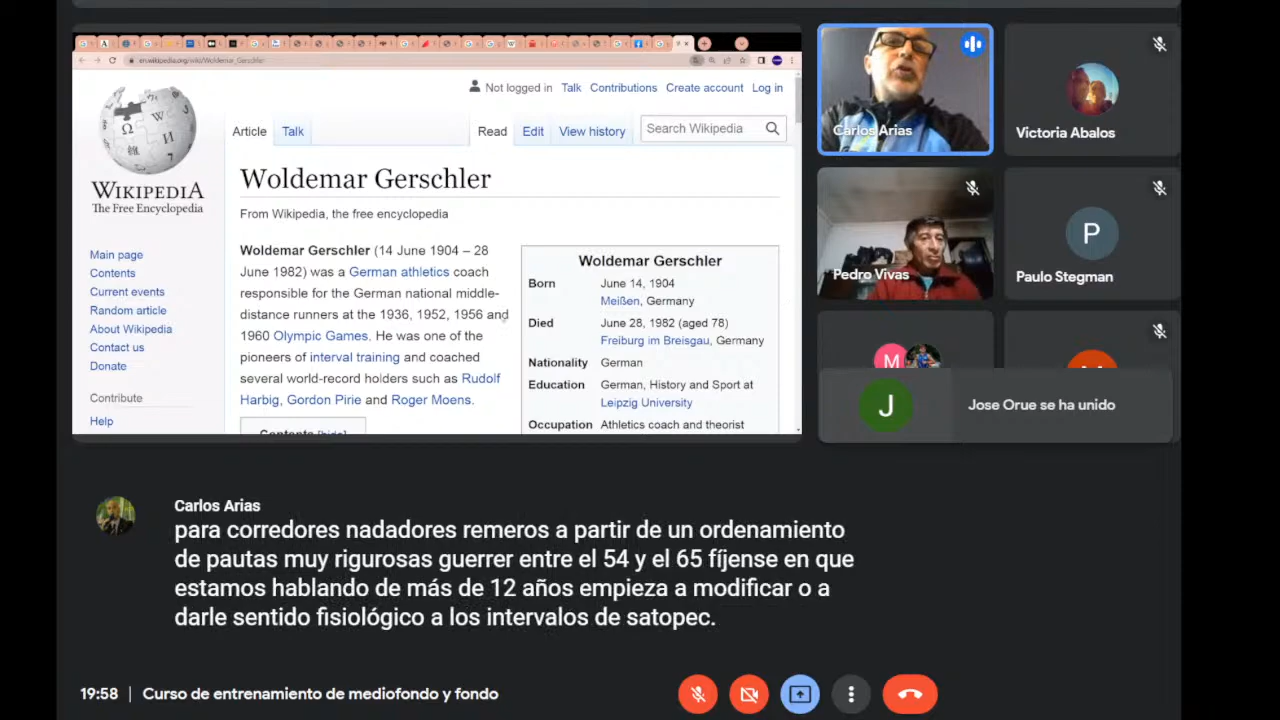 en.wikipedia.org/wiki/Woldemar_Gerschler
Not logged in Talk Contributions Create account Log in
Article Talk Read Edit View history Search Wikipedia
WIKIPEDIA
The Free Encyclopedia
Main page
Contents
Current events
Random article
About Wikipedia
Contact us
Donate
Contribute
Help
Woldemar Gerschler
From Wikipedia, the free encyclopedia
Woldemar Gerschler (14 June 1904 – 28
June 1982) was a German athletics coach
responsible for the German national middle-
distance runners at the 1936, 1952, 1956 and
1960 Olympic Games. He was one of the
pioneers of interval training and coached
several world-record holders such as Rudolf
Harbig, Gordon Pirie and Roger Moens.
Contents [hide]
Woldemar Gerschler
Born June 14, 1904
Meißen, Germany
Died June 28, 1982 (aged 78)
Freiburg im Breisgau, Germany
Nationality German
Education German, History and Sport at
Leipzig University
Occupation Athletics coach and theorist
Carlos Arias
Victoria Abalos
Pedro Vivas
P
Paulo Stegman
M
J
Jose Orue se ha unido
Carlos Arias
para corredores nadadores remeros a partir de un ordenamiento
de pautas muy rigurosas guerrer entre el 54 y el 65 fíjense en que
estamos hablando de más de 12 años empieza a modificar o a
darle sentido fisiológico a los intervalos de satopec.
19:58 | Curso de entrenamiento de mediofondo y fondo